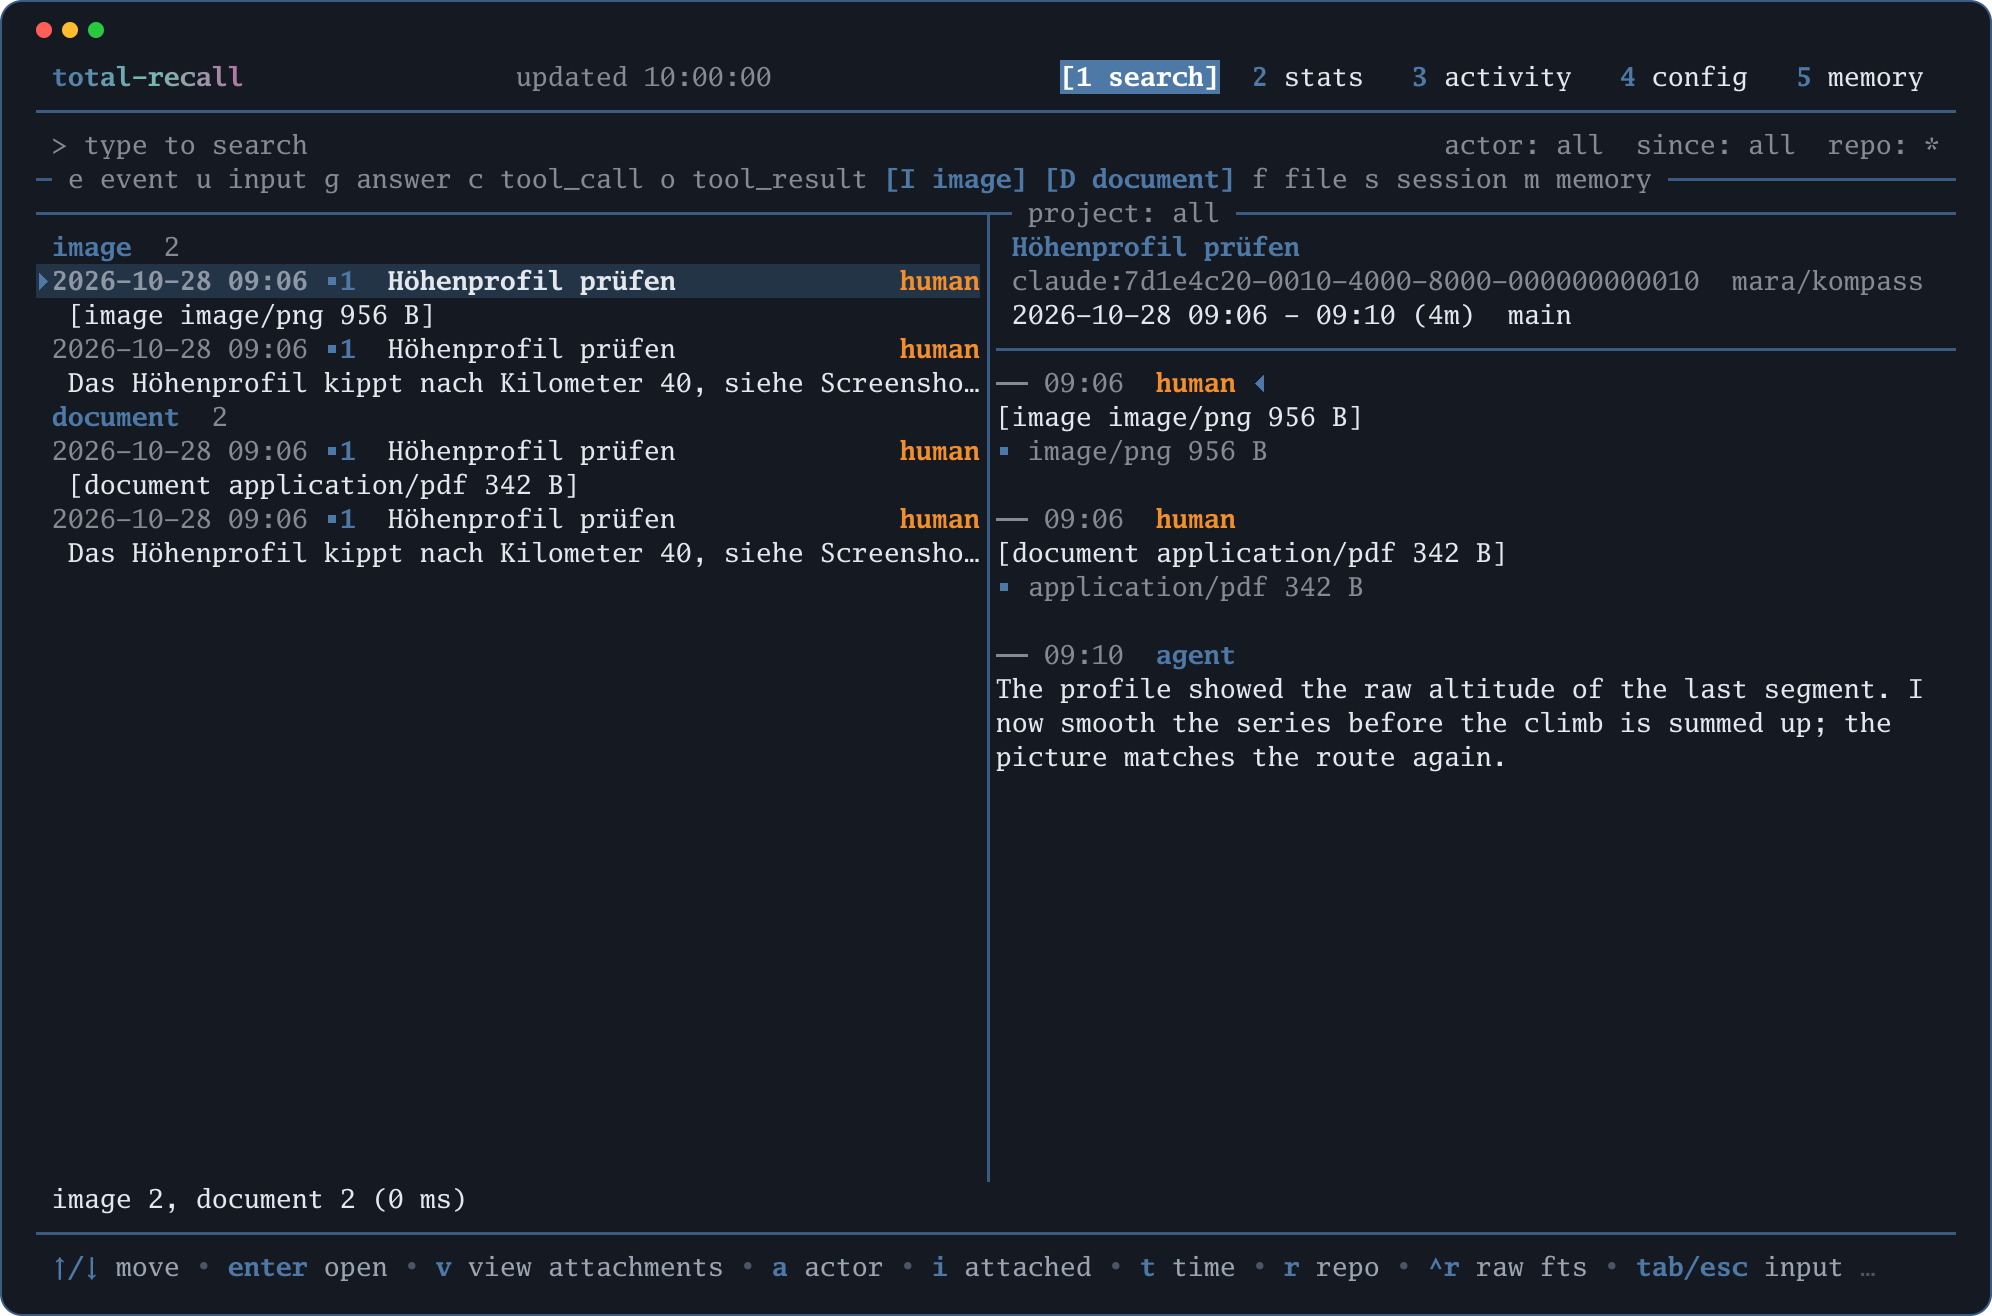 total-recall updated 10:00:00 [1 search] 2 stats 3 activity 4 config 5 memory
> type to search actor: all since: all repo: *
e event u input g answer c tool_call o tool_result [I image] [D document] f file s session m memory
project: all
image 2
2026-10-28 09:06 ▪1 Höhenprofil prüfen human
[image image/png 956 B]
2026-10-28 09:06 ▪1 Höhenprofil prüfen human
Das Höhenprofil kippt nach Kilometer 40, siehe Screensho…
document 2
2026-10-28 09:06 ▪1 Höhenprofil prüfen human
[document application/pdf 342 B]
2026-10-28 09:06 ▪1 Höhenprofil prüfen human
Das Höhenprofil kippt nach Kilometer 40, siehe Screensho…
Höhenprofil prüfen
claude:7d1e4c20-0010-4000-8000-000000000010 mara/kompass
2026-10-28 09:06 - 09:10 (4m) main
── 09:06 human ◂
[image image/png 956 B]
▪ image/png 956 B
── 09:06 human
[document application/pdf 342 B]
▪ application/pdf 342 B
── 09:10 agent
The profile showed the raw altitude of the last segment. I
now smooth the series before the climb is summed up; the
picture matches the route again.
image 2, document 2 (0 ms)
↑/↓ move • enter open • v view attachments • a actor • i attached • t time • r repo • ^r raw fts • tab/esc input …